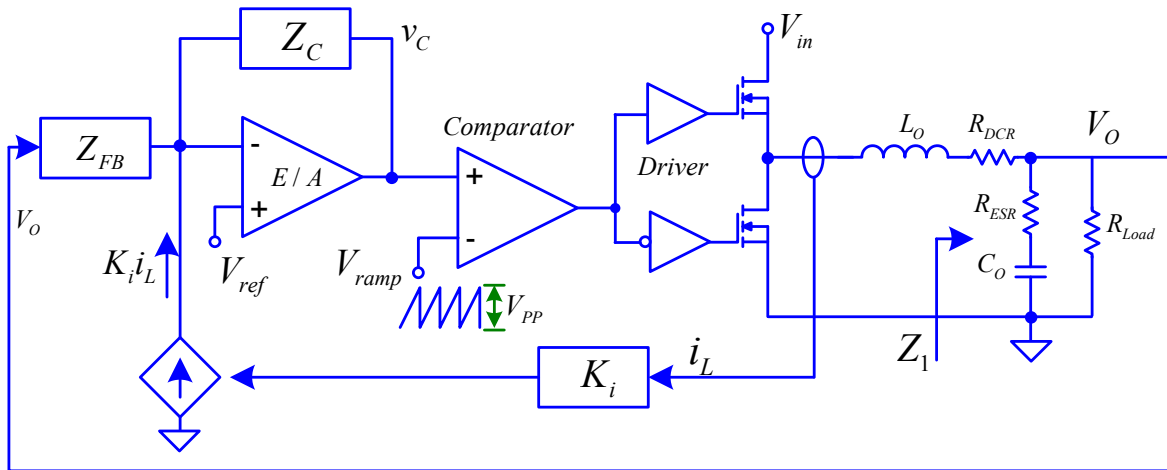 Z_C
v_C
V_in
Z_FB
E / A
-
+
Comparator
+
-
Driver
L_O
R_DCR
V_O
R_ESR
R_Load
C_O
V_O
K_i i_L
V_ref
V_ramp
V_PP
Z_1
K_i
i_L